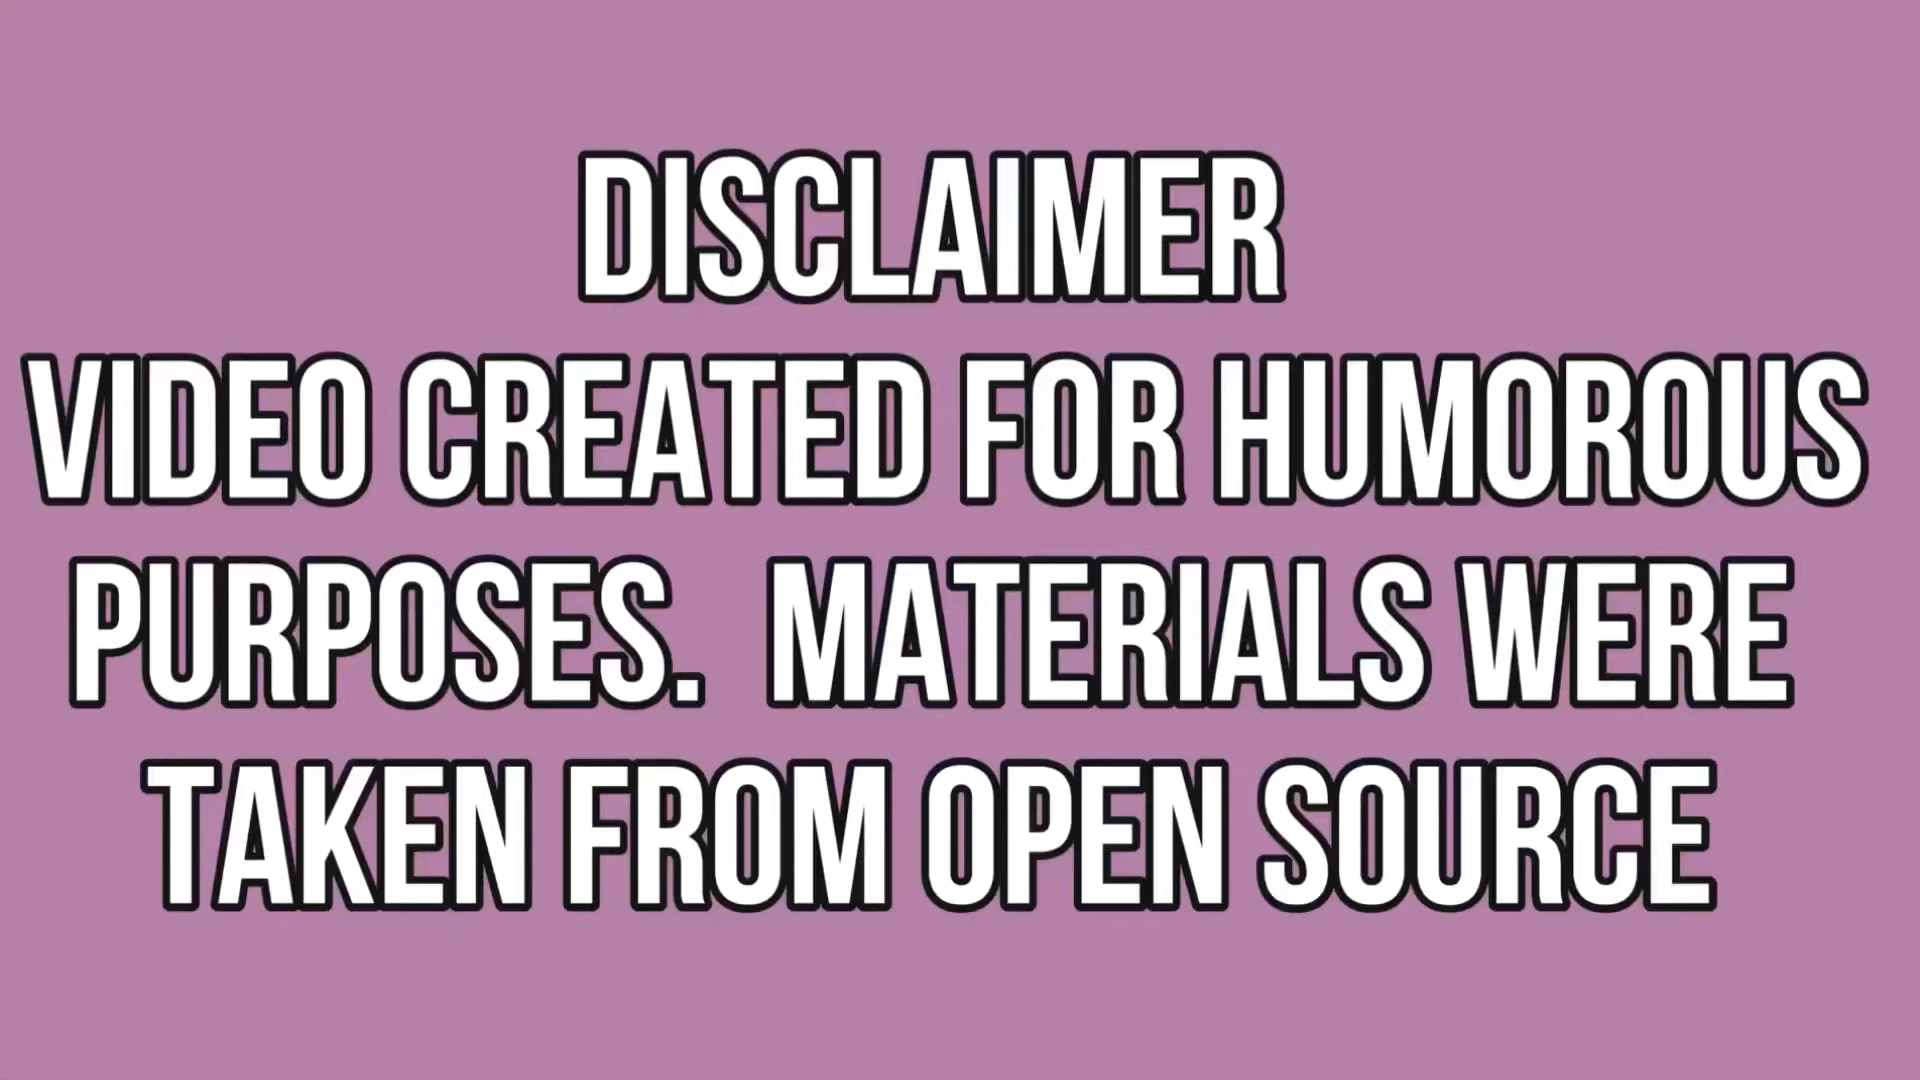 DISCLAIMER
VIDEO CREATED FOR HUMOROUS
PURPOSES. MATERIALS WERE
TAKEN FROM OPEN SOURCE